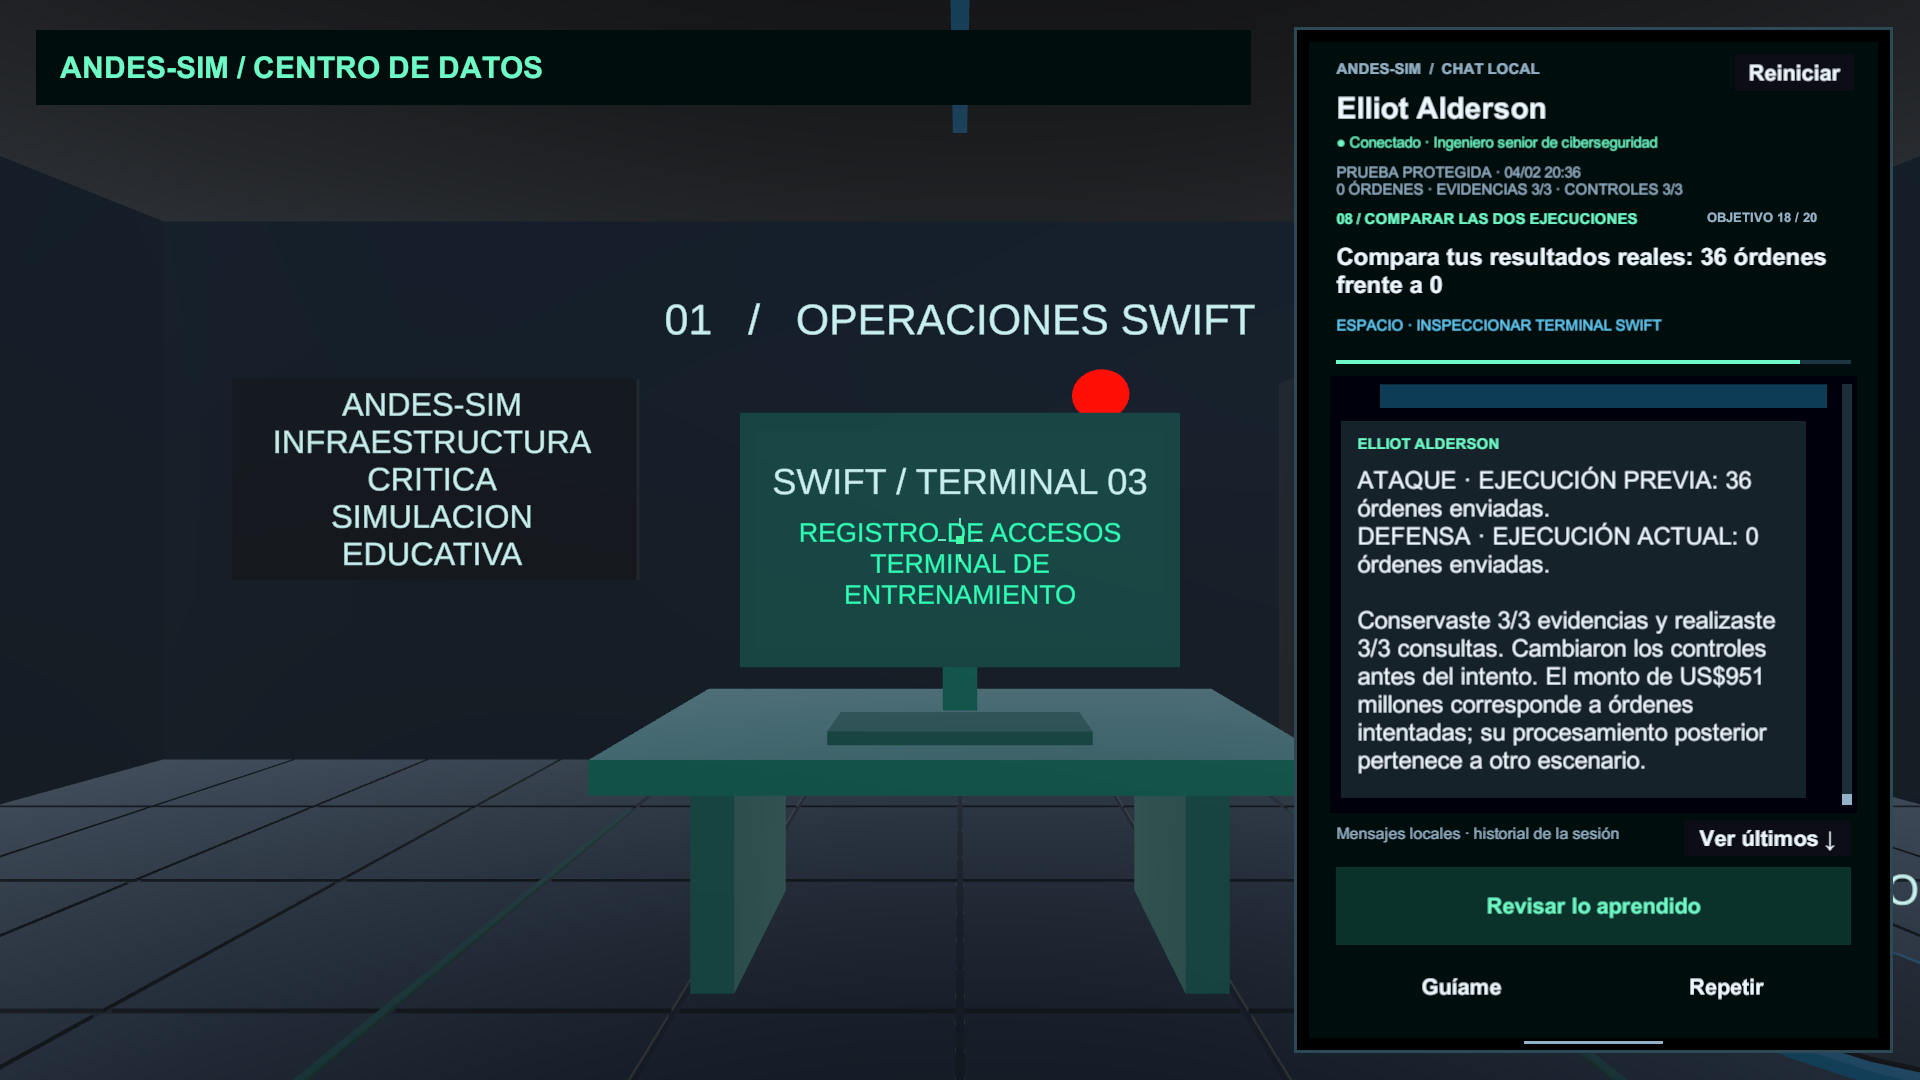 ANDES-SIM / CENTRO DE DATOS
01 / OPERACIONES SWIFT
ANDES-SIM
INFRAESTRUCTURA
CRITICA
SIMULACION
EDUCATIVA
SWIFT / TERMINAL 03
REGISTRO DE ACCESOS
TERMINAL DE
ENTRENAMIENTO
ANDES-SIM / CHAT LOCAL
Reiniciar
Elliot Alderson
● Conectado · Ingeniero senior de ciberseguridad
PRUEBA PROTEGIDA · 04/02 20:36
0 ÓRDENES · EVIDENCIAS 3/3 · CONTROLES 3/3
08 / COMPARAR LAS DOS EJECUCIONES
OBJETIVO 18 / 20
Compara tus resultados reales: 36 órdenes
frente a 0
ESPACIO · INSPECCIONAR TERMINAL SWIFT
ELLIOT ALDERSON
ATAQUE · EJECUCIÓN PREVIA: 36
órdenes enviadas.
DEFENSA · EJECUCIÓN ACTUAL: 0
órdenes enviadas.
Conservaste 3/3 evidencias y realizaste
3/3 consultas. Cambiaron los controles
antes del intento. El monto de US$951
millones corresponde a órdenes
intentadas; su procesamiento posterior
pertenece a otro escenario.
Mensajes locales · historial de la sesión
Ver últimos ↓
Revisar lo aprendido
Guíame
Repetir